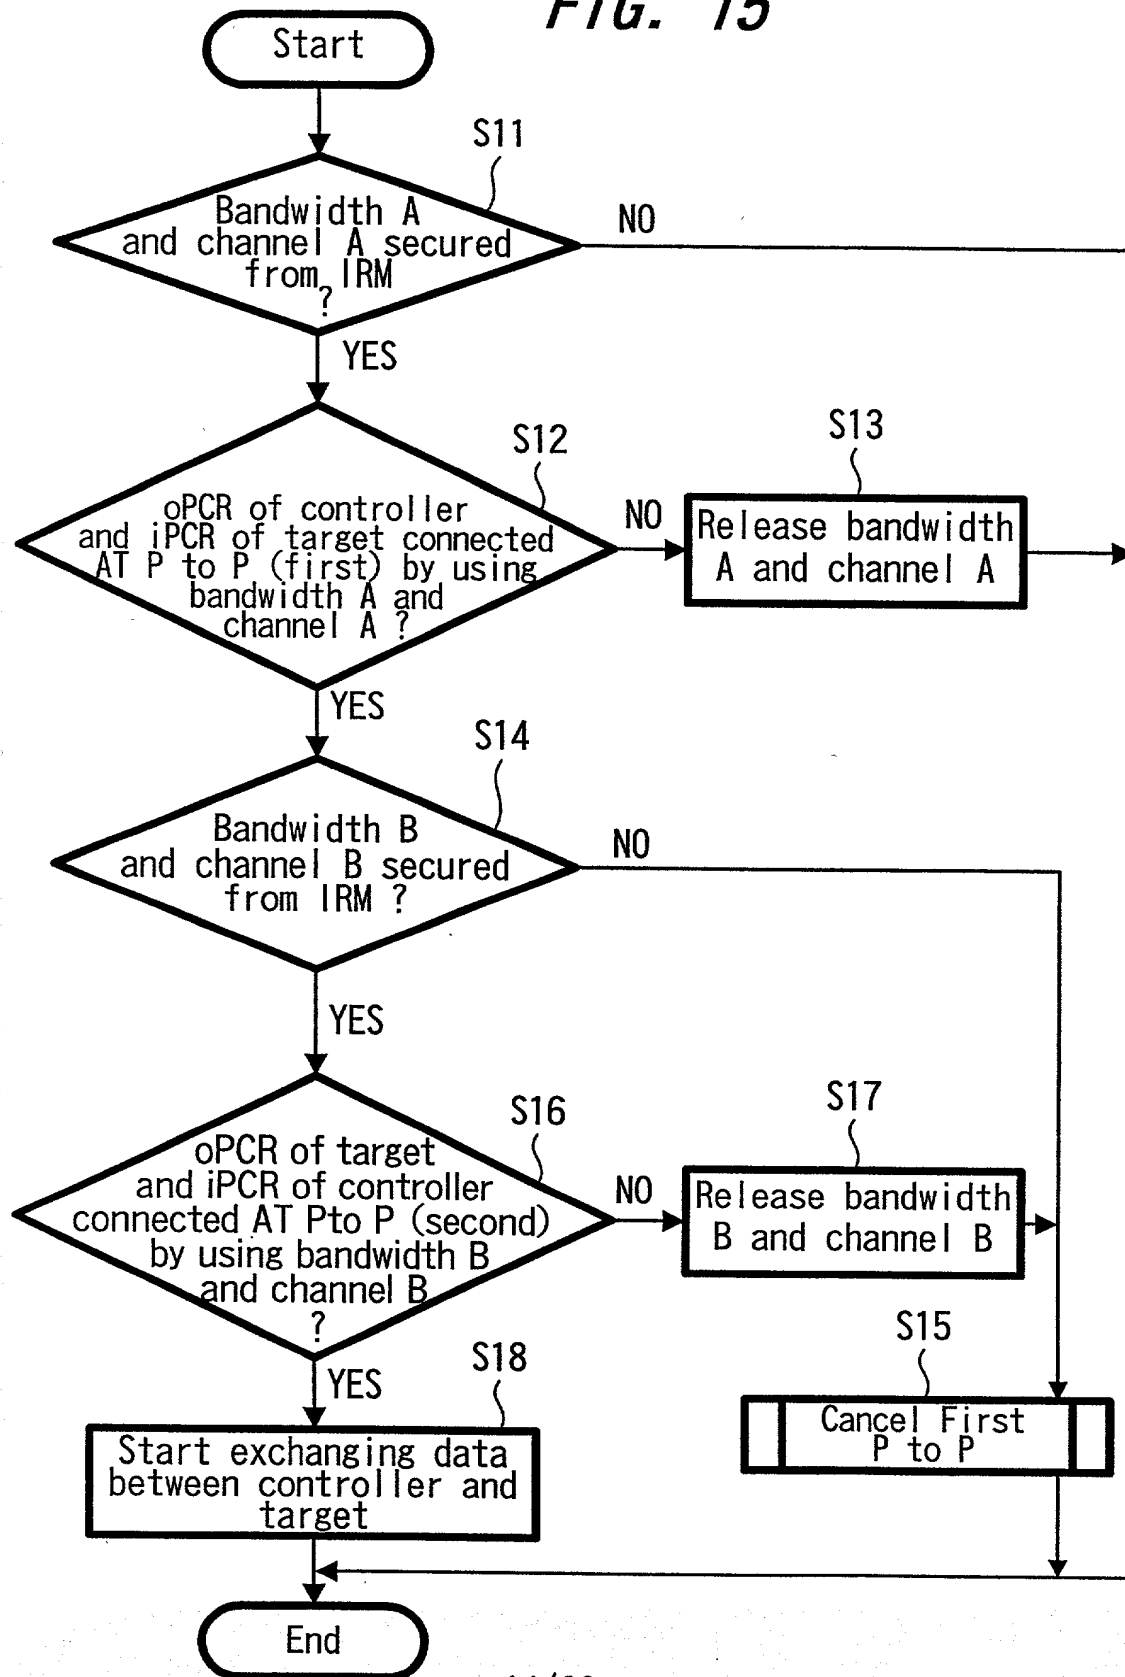 FIG. 15
Start
S11
Bandwidth A
and channel A secured
from IRM
?
NO
YES
S12
oPCR of controller
and iPCR of target connected
AT P to P (first) by using
bandwidth A and
channel A ?
NO
S13
Release bandwidth
A and channel A
YES
S14
Bandwidth B
and channel B secured
from IRM ?
NO
YES
S16
oPCR of target
and iPCR of controller
connected AT Pto P (second)
by using bandwidth B
and channel B
?
NO
S17
Release bandwidth
B and channel B
S15
Cancel First
P to P
YES
S18
Start exchanging data
between controller and
target
End